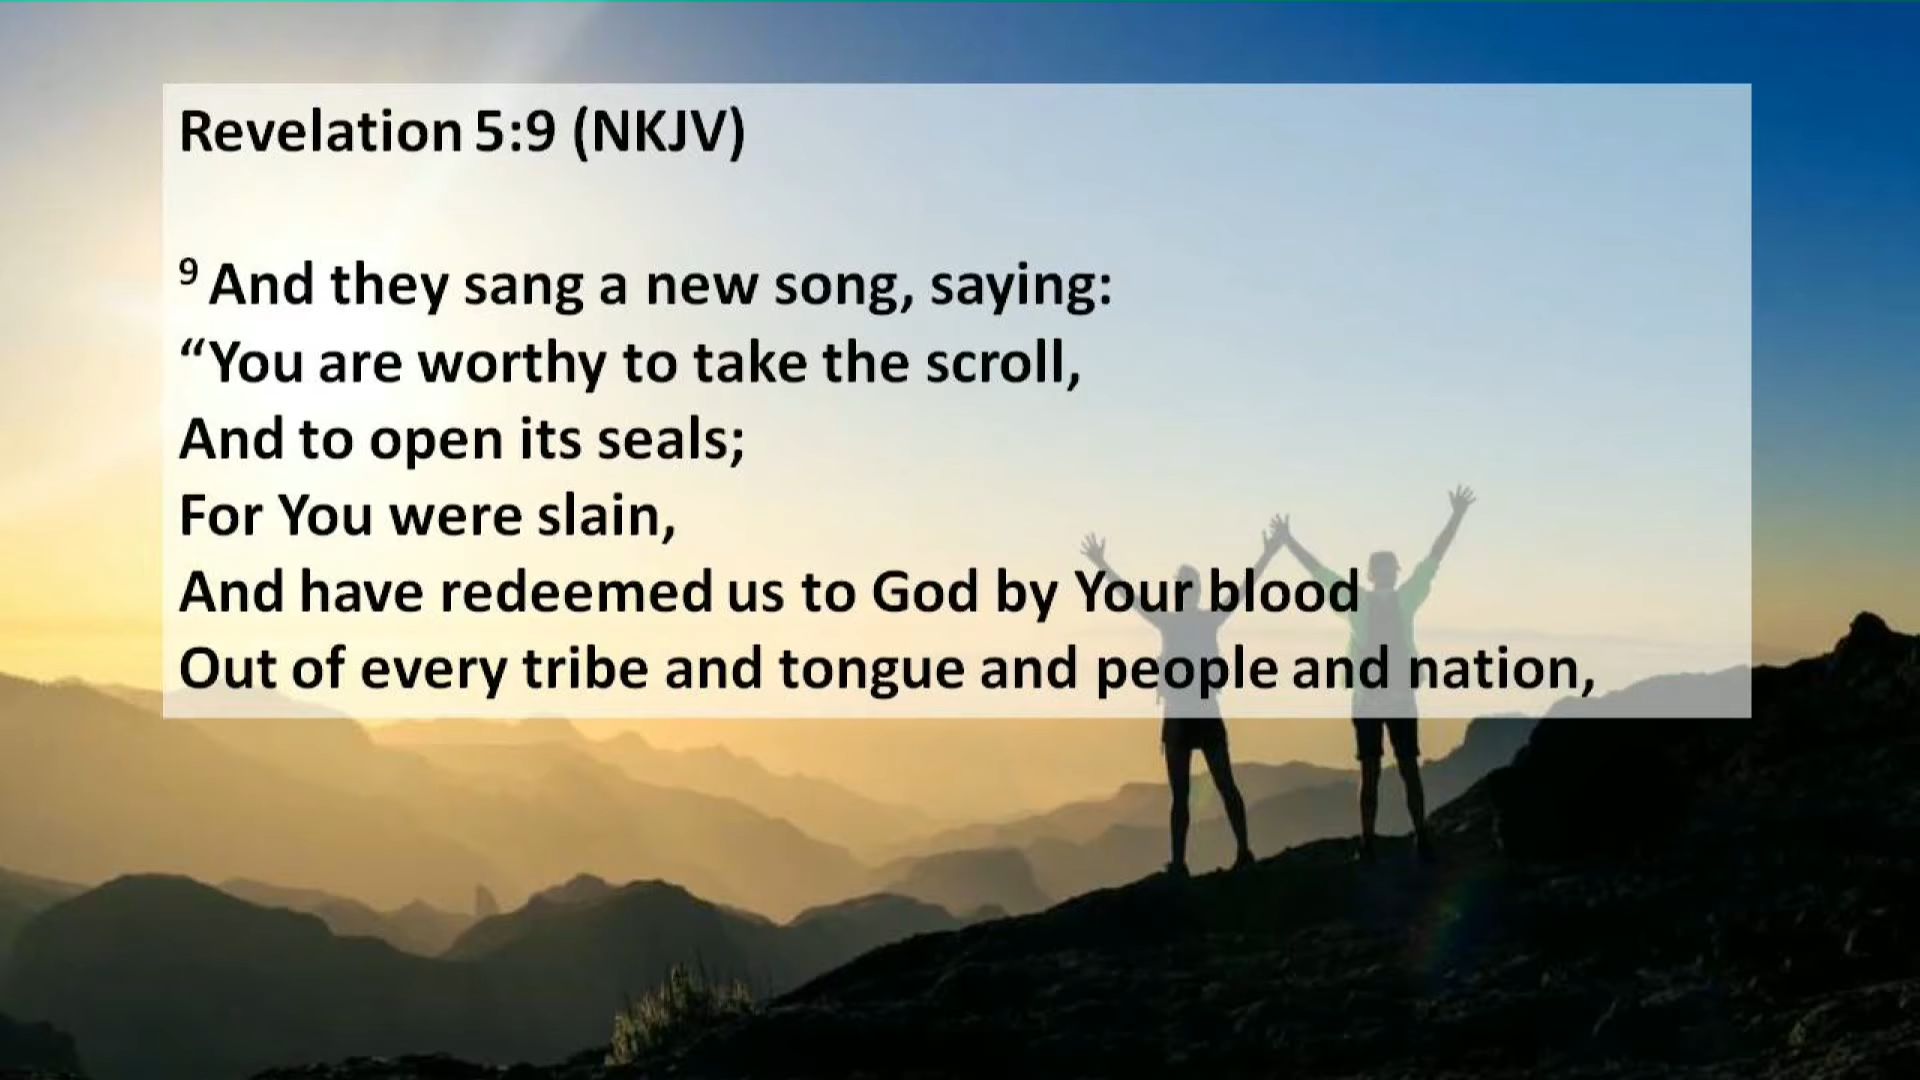 Revelation 5:9 (NKJV)
9 And they sang a new song, saying:
“You are worthy to take the scroll,
And to open its seals;
For You were slain,
And have redeemed us to God by Your blood
Out of every tribe and tongue and people and nation,